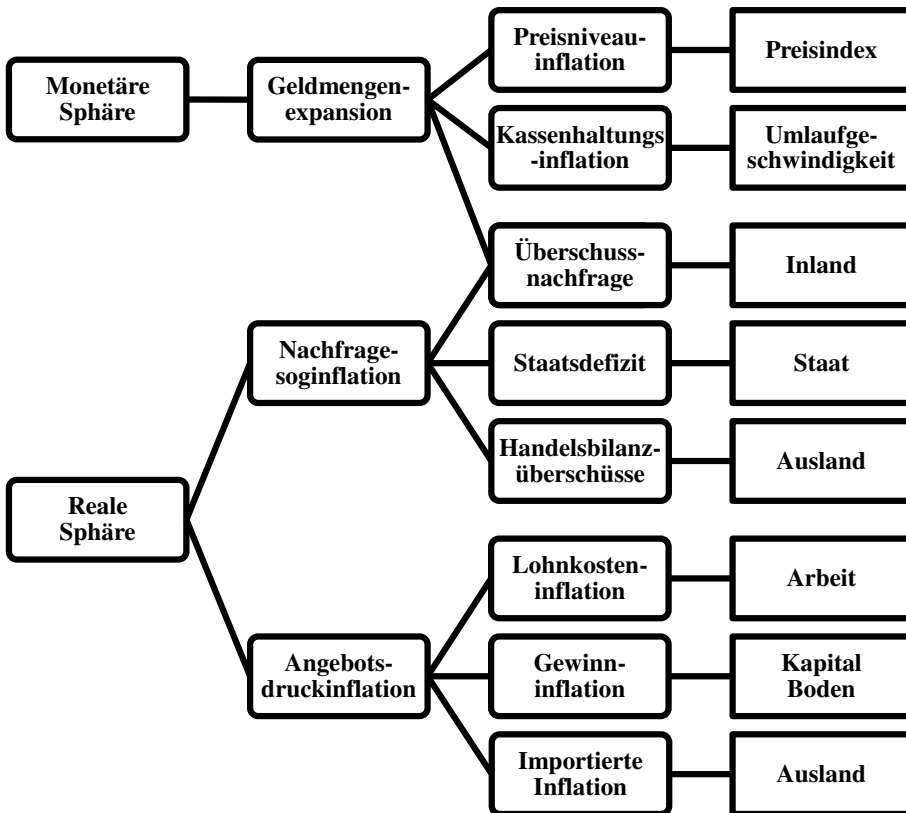 Monetäre
Sphäre
Geldmengen-
expansion
Preisniveau-
inflation
Preisindex
Kassenhaltungs
-inflation
Umlaufge-
schwindigkeit
Überschuss-
nachfrage
Inland
Nachfrage-
soginflation
Staatsdefizit
Staat
Handelsbilanz-
überschüsse
Ausland
Reale
Sphäre
Lohnkosten-
inflation
Arbeit
Angebots-
druckinflation
Gewinn-
inflation
Kapital
Boden
Importierte
Inflation
Ausland